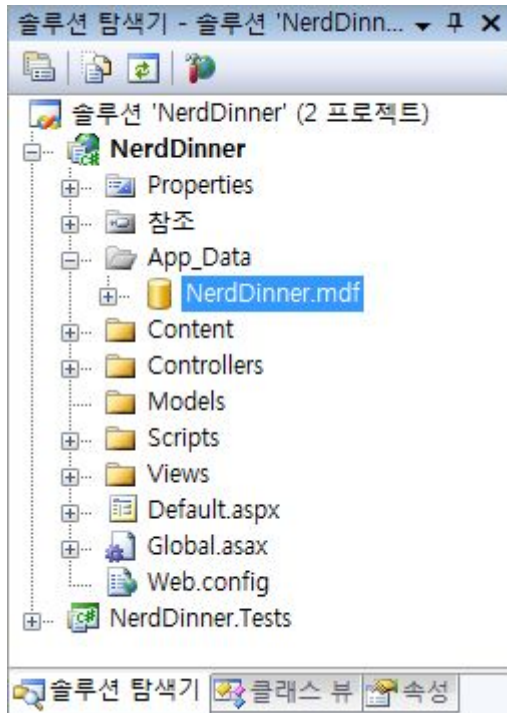 솔루션 탐색기 - 솔루션 'NerdDinn...
솔루션 'NerdDinner' (2 프로젝트)
NerdDinner
Properties
참조
App_Data
NerdDinner.mdf
Content
Controllers
Models
Scripts
Views
Default.aspx
Global.asax
Web.config
NerdDinner.Tests
솔루션 탐색기 클래스 뷰 속성